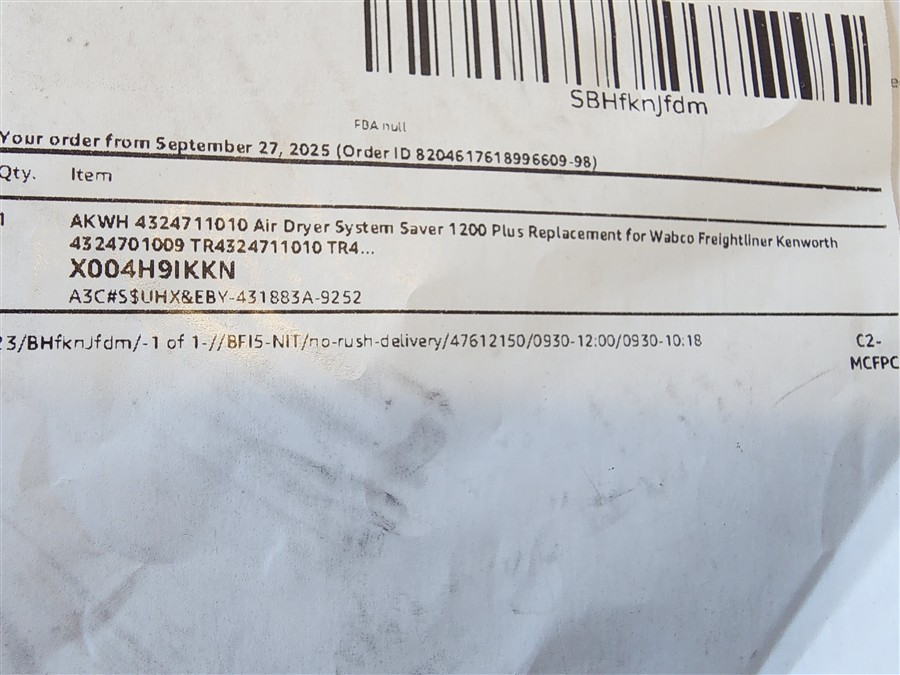 SBHfknJfdm
FBA null
Your order from September 27, 2025 (Order ID 8204617618996609-98)
Qty. Item
1 AKWH 4324711010 Air Dryer System Saver 1200 Plus Replacement for Wabco Freightliner Kenworth
4324701009 TR4324711010 TR4...
X004H9IKKN
A3C#S$UHX&EBY-431883A-9252
23/BHfknJfdm/-1 of 1-//BFI5-NIT/no-rush-delivery/47612150/0930-12:00/0930-10:18 C2-
MCFPC